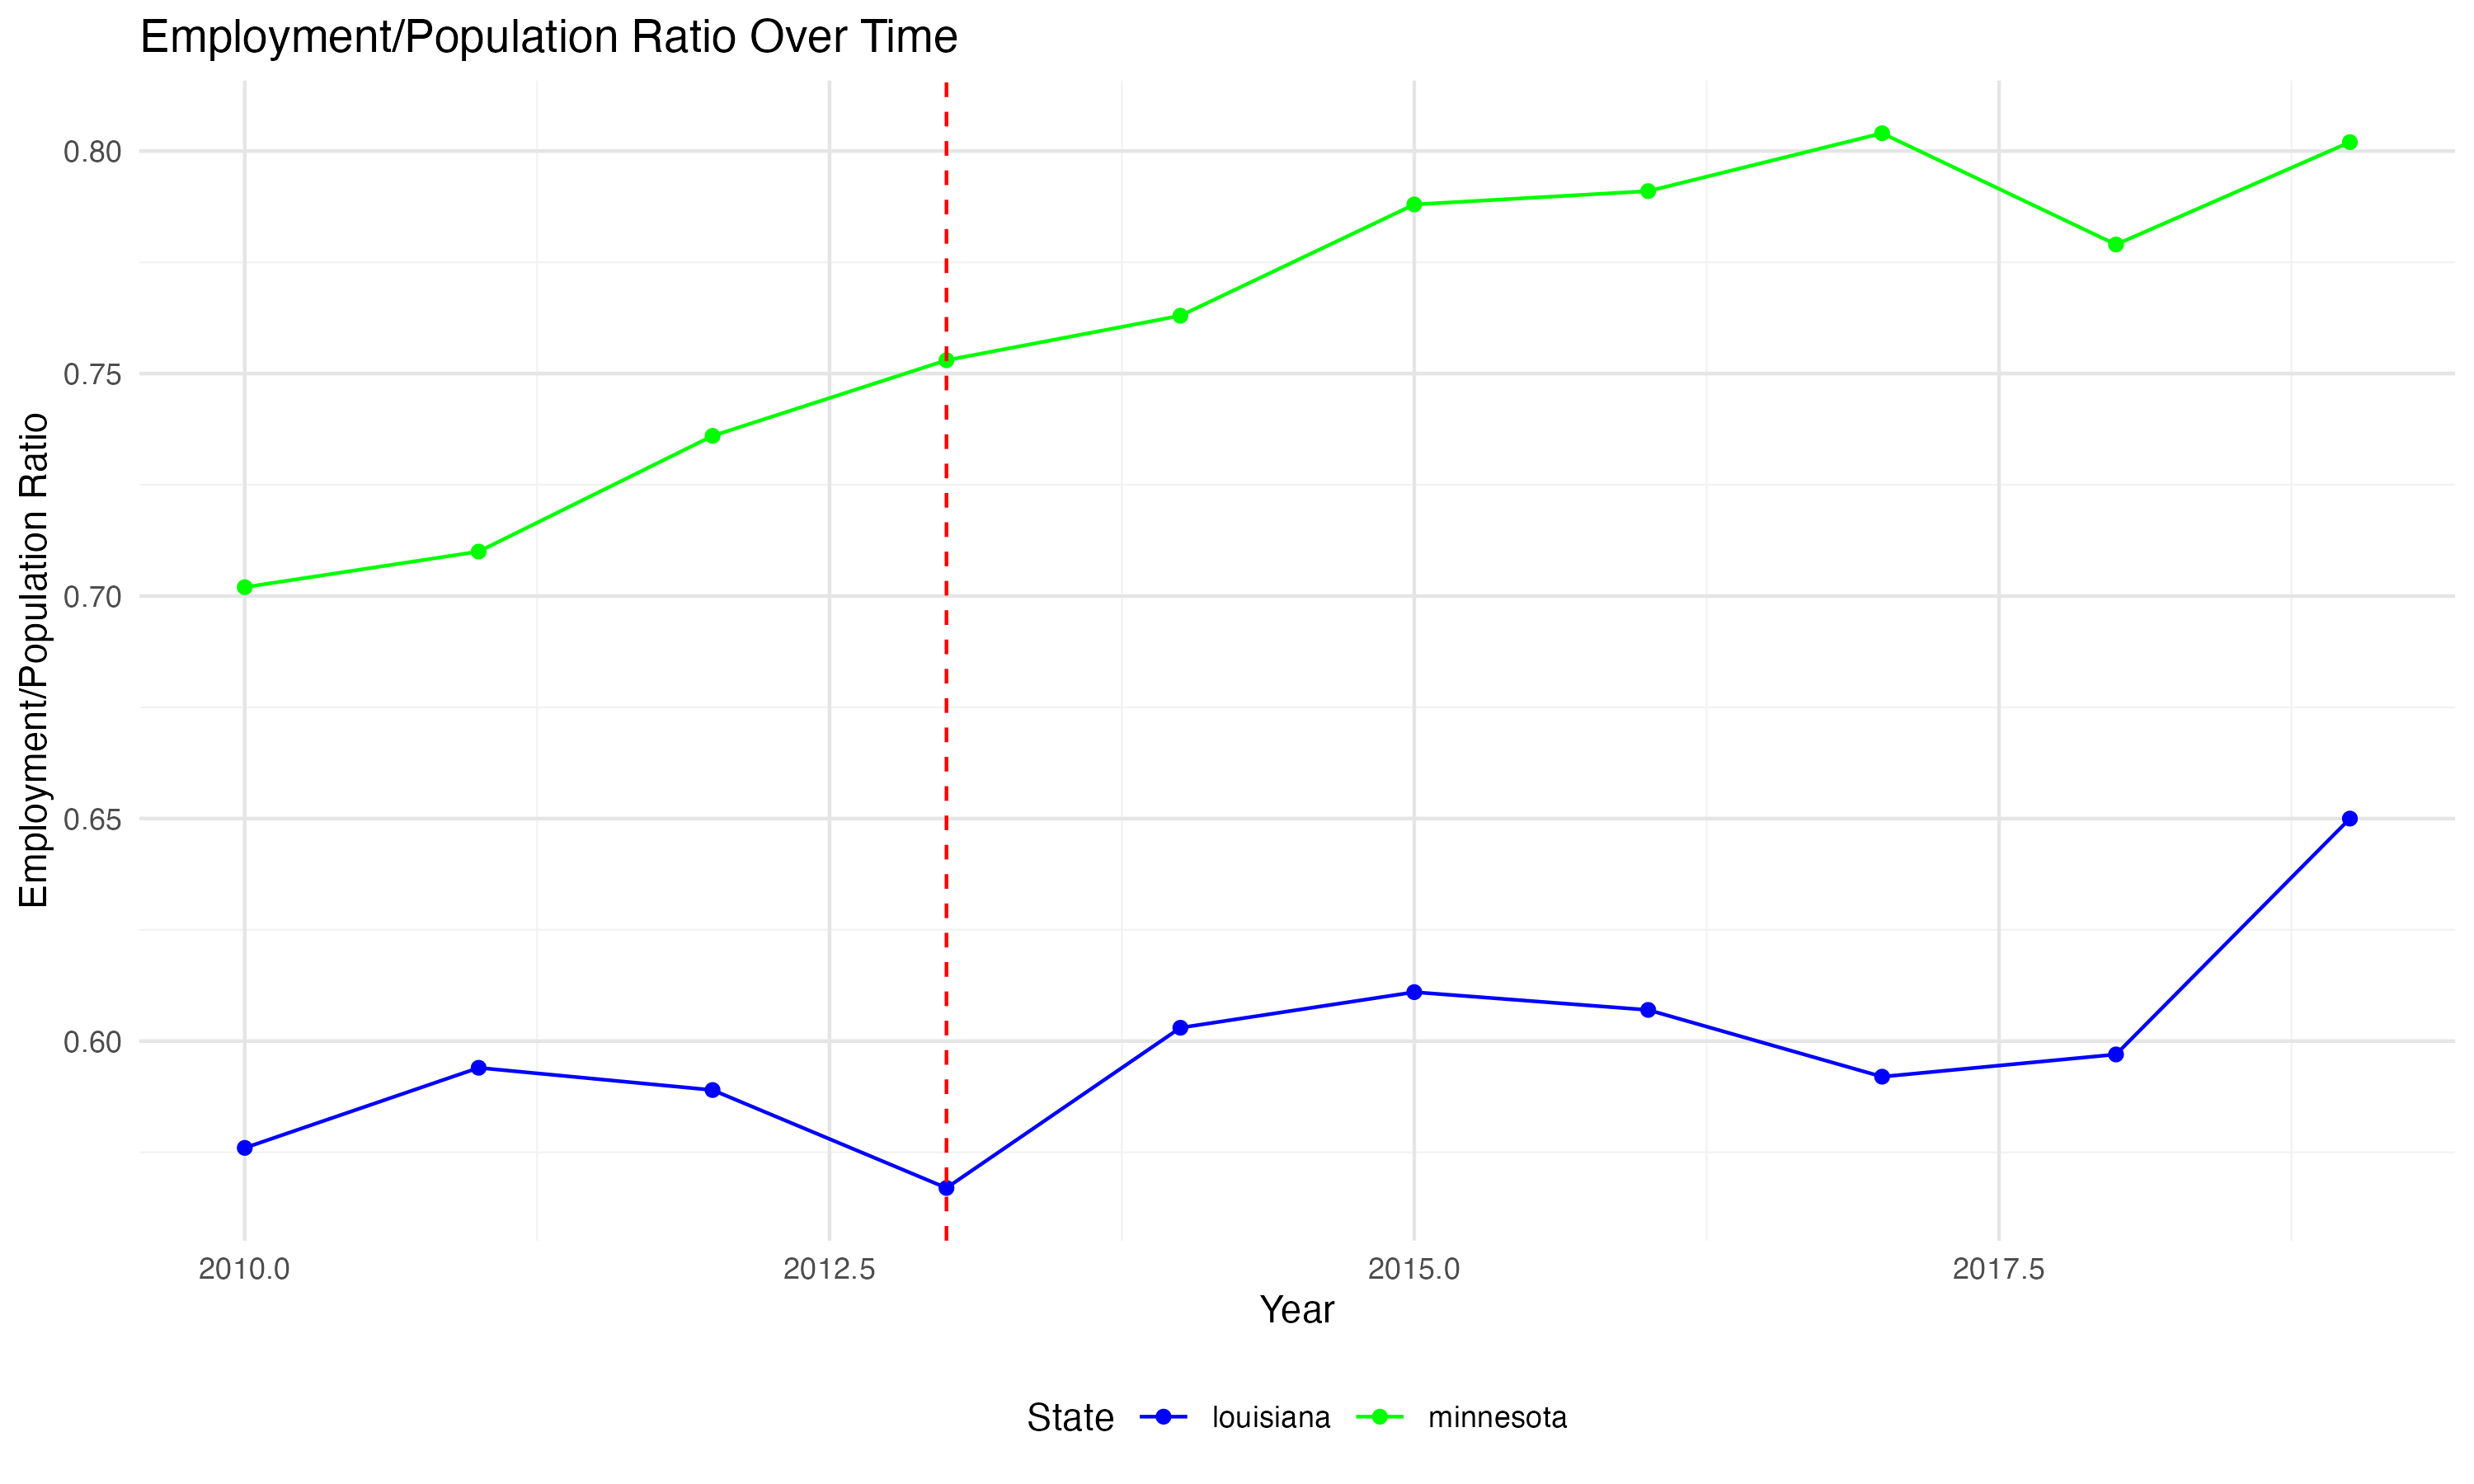 Employment/Population Ratio Over Time
Employment/Population Ratio
0.80
0.75
0.70
0.65
0.60
2010.0 2012.5 2015.0 2017.5
Year
State louisiana minnesota